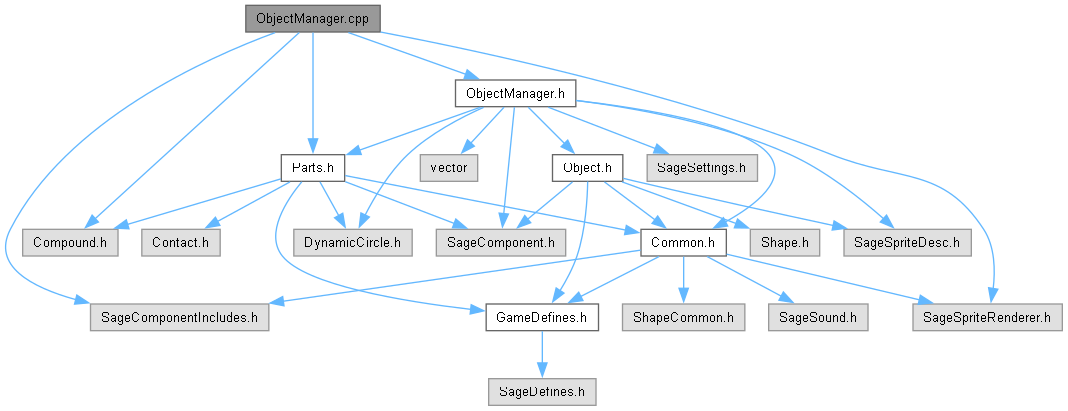 ObjectManager.cpp
ObjectManager.h
Parts.h
vector
Object.h
SageSettings.h
Compound.h
Contact.h
DynamicCircle.h
SageComponent.h
Common.h
Shape.h
SageSpriteDesc.h
SageComponentIncludes.h
GameDefines.h
ShapeCommon.h
SageSound.h
SageSpriteRenderer.h
SageDefines.h